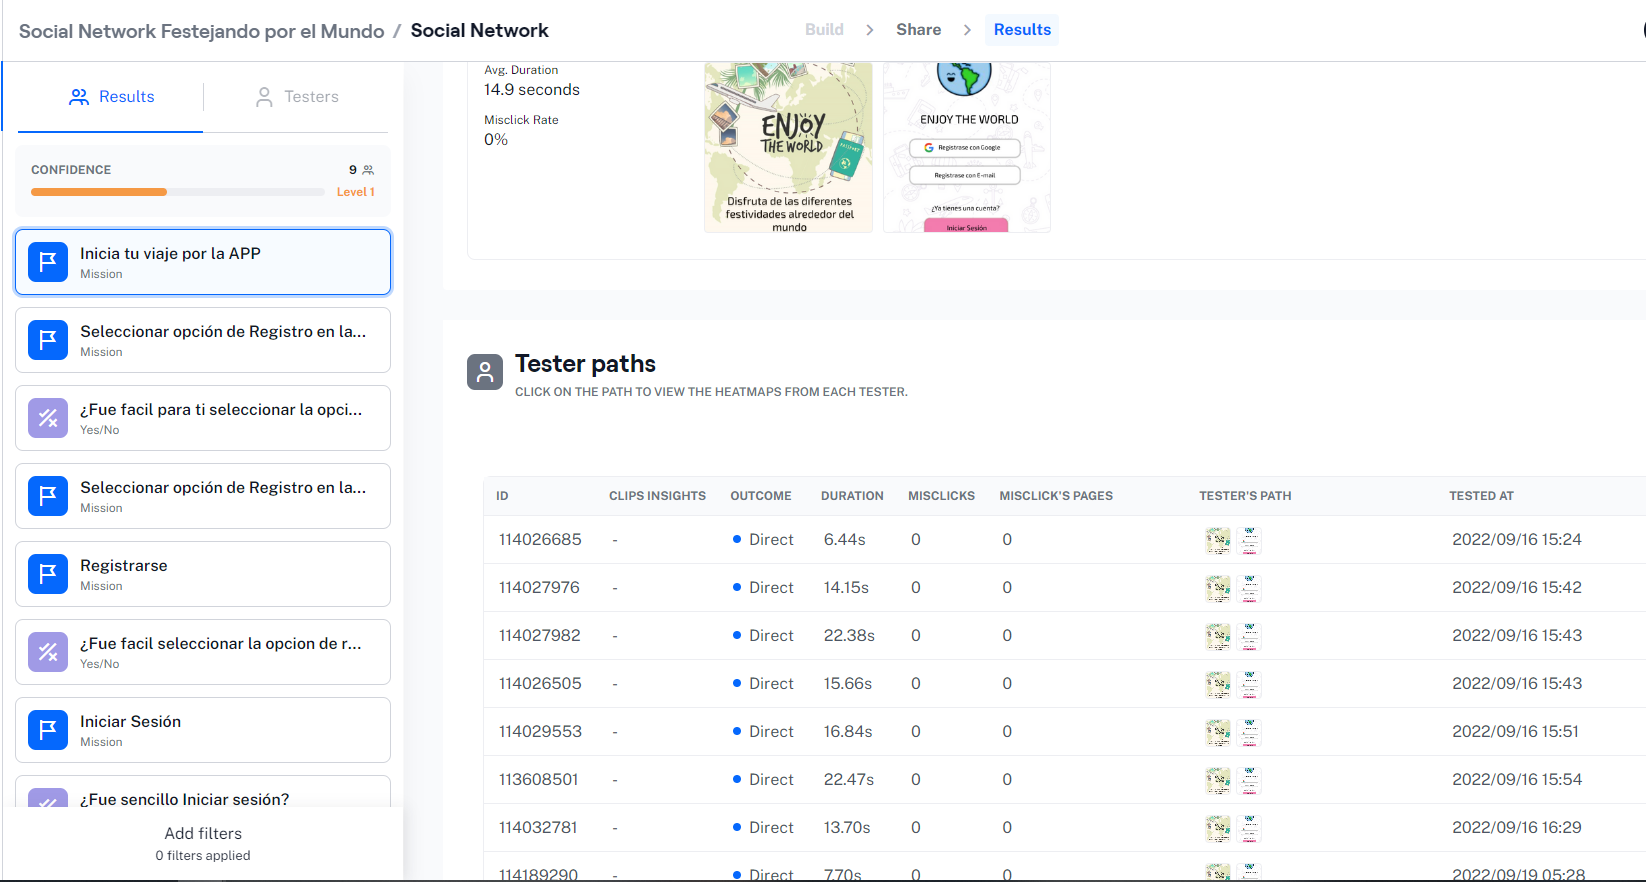 Social Network Festejando por el Mundo / Social Network
Build > Share > Results
Results
Testers
CONFIDENCE
9
Level 1
Inicia tu viaje por la APP
Mission
Seleccionar opción de Registro en la...
Mission
¿Fue facil para ti seleccionar la opci...
Yes/No
Seleccionar opción de Registro en la...
Mission
Registrarse
Mission
¿Fue facil seleccionar la opcion de r...
Yes/No
Iniciar Sesión
Mission
¿Fue sencillo Iniciar sesión?
Add filters
0 filters applied
Avg. Duration
14.9 seconds
Misclick Rate
0%
ENJOY
THE WORLD
PASSPORT
Disfruta de las diferentes
festividades alrededor del
mundo
ENJOY THE WORLD
Registrase con Google
Registrase con E-mail
¿Ya tienes una cuenta?
Iniciar Sesión
Tester paths
CLICK ON THE PATH TO VIEW THE HEATMAPS FROM EACH TESTER.
ID CLIPS INSIGHTS OUTCOME DURATION MISCLICKS MISCLICK'S PAGES TESTER'S PATH TESTED AT
114026685 - Direct 6.44s 0 0 2022/09/16 15:24
114027976 - Direct 14.15s 0 0 2022/09/16 15:42
114027982 - Direct 22.38s 0 0 2022/09/16 15:43
114026505 - Direct 15.66s 0 0 2022/09/16 15:43
114029553 - Direct 16.84s 0 0 2022/09/16 15:51
113608501 - Direct 22.47s 0 0 2022/09/16 15:54
114032781 - Direct 13.70s 0 0 2022/09/16 16:29
114189290 - Direct 7.70s 0 0 2022/09/19 05:28